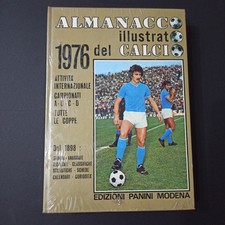 ALMANACCO
illustrato
1976 del CALCIO
ATTIVITÀ
INTERNAZIONALE
CAMPIONATI
A-B-C-D
TUTTE
LE COPPE
DAL 1898
EDIZIONI PANINI MODENA